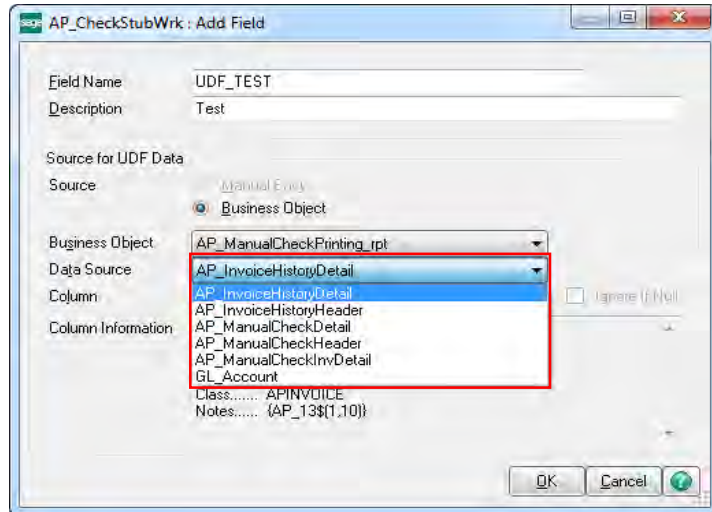 sage AP_CheckStubWrk : Add Field
Field Name UDF_TEST
Description Test
Source for UDF Data
Source Manual Entry
Business Object
Business Object AP_ManualCheckPrinting_rpt
Data Source AP_InvoiceHistoryDetail
Column AP_InvoiceHistoryDetail Ignore If Null
AP_InvoiceHistoryHeader
Column Information AP_ManualCheckDetail
AP_ManualCheckHeader
AP_ManualCheckInvDetail
GL_Account
Class....... APINVOICE
Notes...... {AP_13$(1,10)}
OK Cancel ?